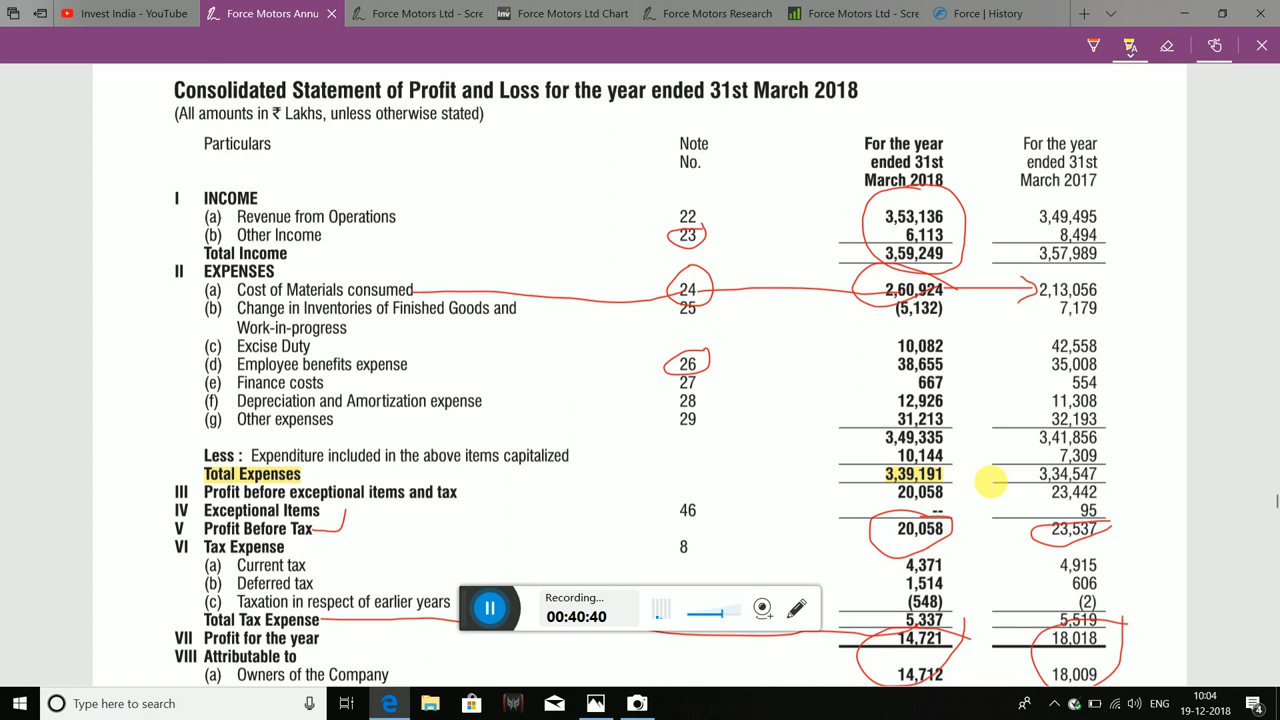 Invest India - YouTube
Force Motors Annu
Force Motors Ltd - Scre
Force Motors Ltd Chart
Force Motors Research
Force Motors Ltd. - Scr
Force | History
Consolidated Statement of Profit and Loss for the year ended 31st March 2018
(All amounts in ₹ Lakhs, unless otherwise stated)
Particulars Note No. For the year ended 31st March 2018 For the year ended 31st March 2017
I INCOME
(a) Revenue from Operations 22 3,53,136 3,49,495
(b) Other Income 23 6,113 8,494
Total Income 3,59,249 3,57,989
II EXPENSES
(a) Cost of Materials consumed 24 2,60,924 2,13,056
(b) Change in Inventories of Finished Goods and 25 (5,132) 7,179
Work-in-progress
(c) Excise Duty 10,082 42,558
(d) Employee benefits expense 26 38,655 35,008
(e) Finance costs 27 667 554
(f) Depreciation and Amortization expense 28 12,926 11,308
(g) Other expenses 29 31,213 32,193
3,49,335 3,41,856
Less : Expenditure included in the above items capitalized 10,144 7,309
Total Expenses 3,39,191 3,34,547
III Profit before exceptional items and tax 20,058 23,442
IV Exceptional Items 46 -- 95
V Profit Before Tax 20,058 23,537
VI Tax Expense 8
(a) Current tax 4,371 4,915
(b) Deferred tax 1,514 606
(c) Taxation in respect of earlier years (548) (2)
Total Tax Expense 5,337 5,519
VII Profit for the year 14,721 18,018
VIII Attributable to
(a) Owners of the Company 14,712 18,009
Recording...
00:40:40
Type here to search
ENG
10:04
19-12-2018